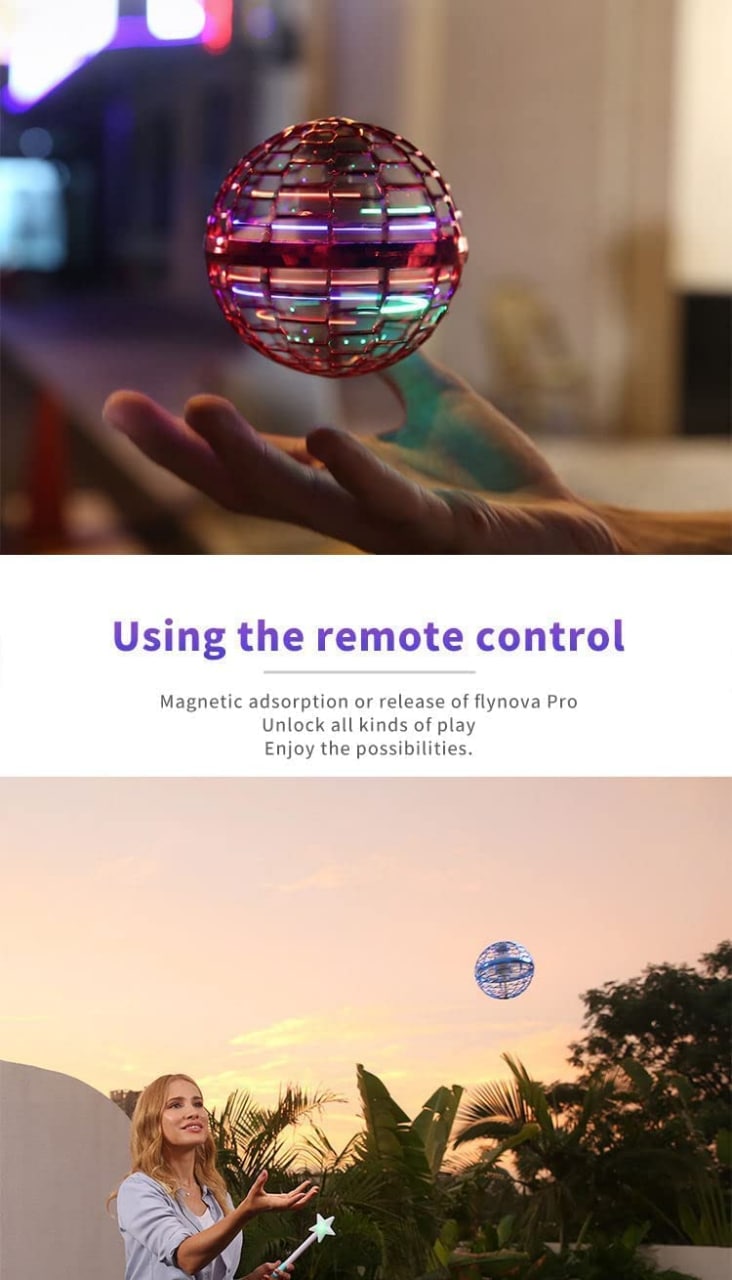 Using the remote control
Magnetic adsorption or release of flynova Pro
Unlock all kinds of play
Enjoy the possibilities.